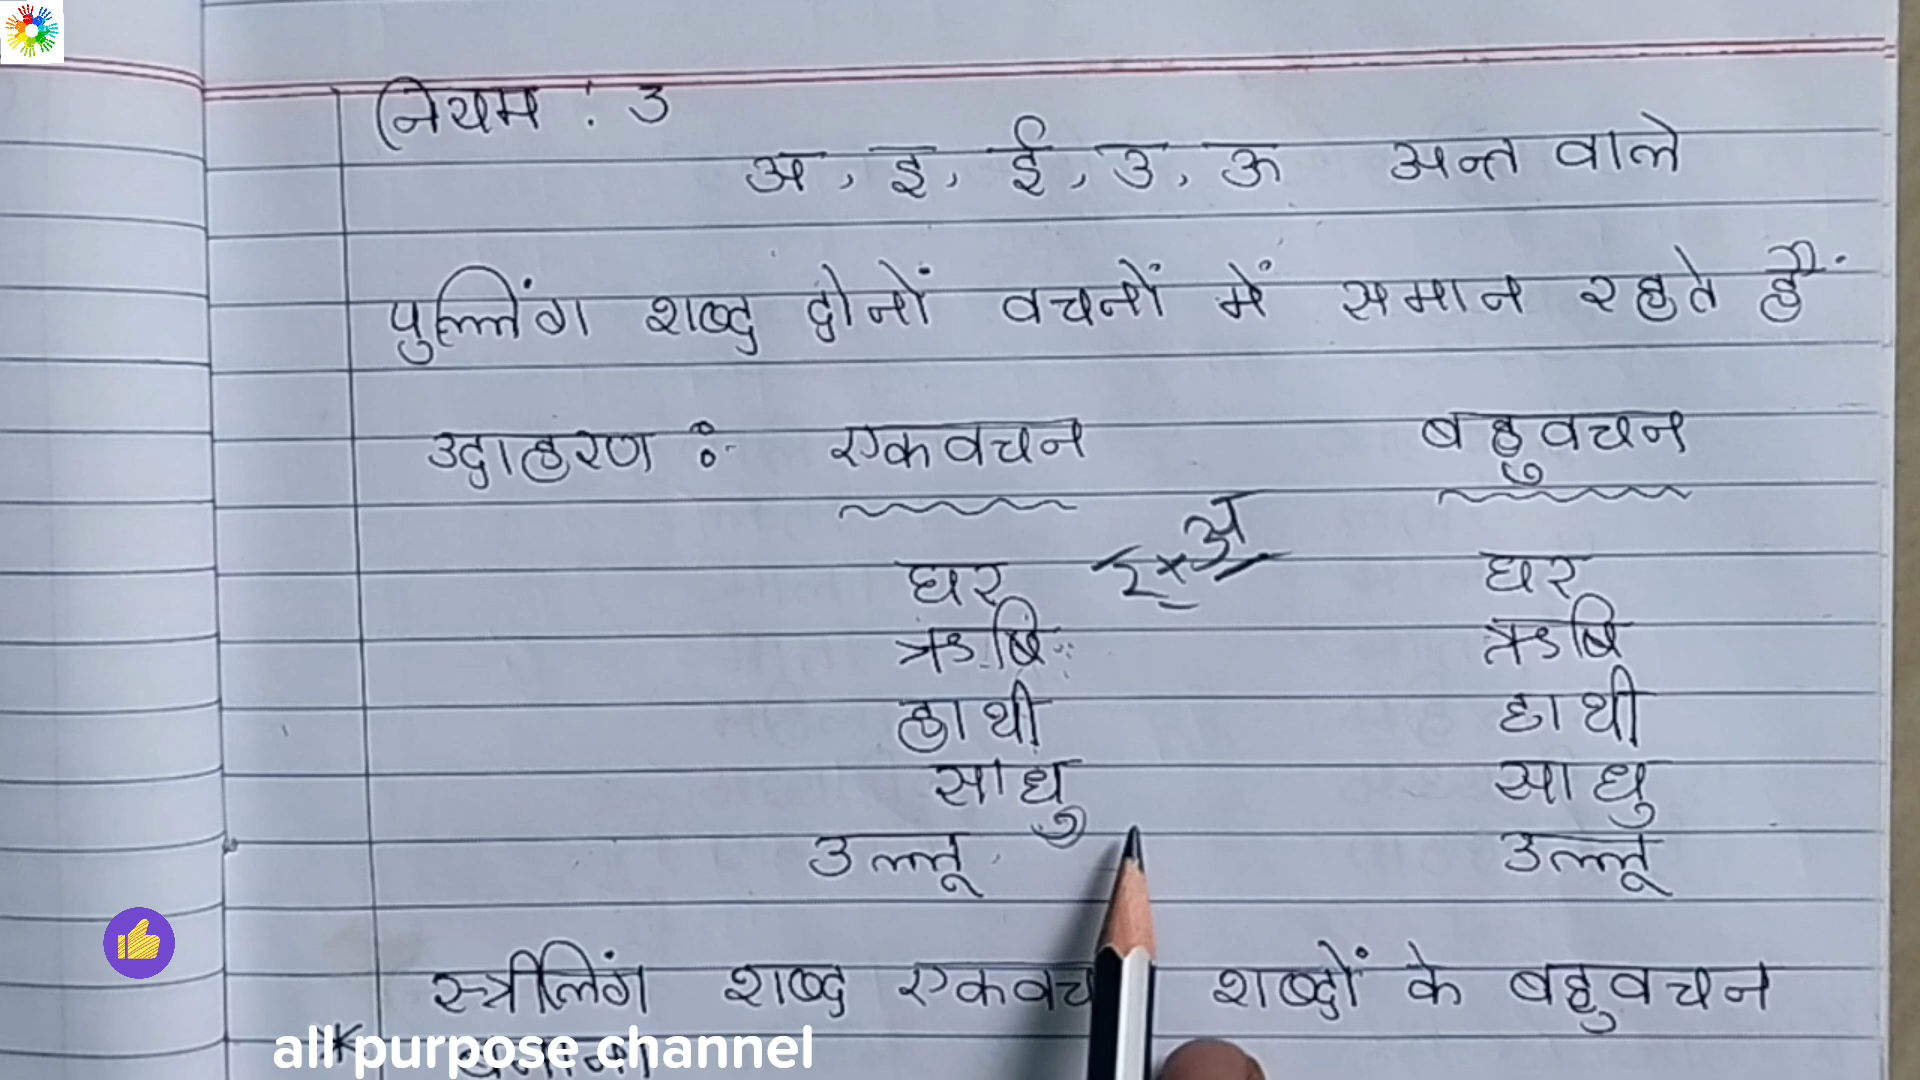 नियम : 3
अ, इ, ई, उ, ऊ अन्त वाले
पुल्लिंग शब्द दोनों वचनों में समान रहते हैं.
उदाहरण : एकवचन बहुवचन
र् x अ
घर घर
ऋषि ऋषि
हाथी हाथी
साधु साधु
उल्लू उल्लू
स्त्रीलिंग शब्द एकवच शब्दों के बहुवचन
all purpose channel